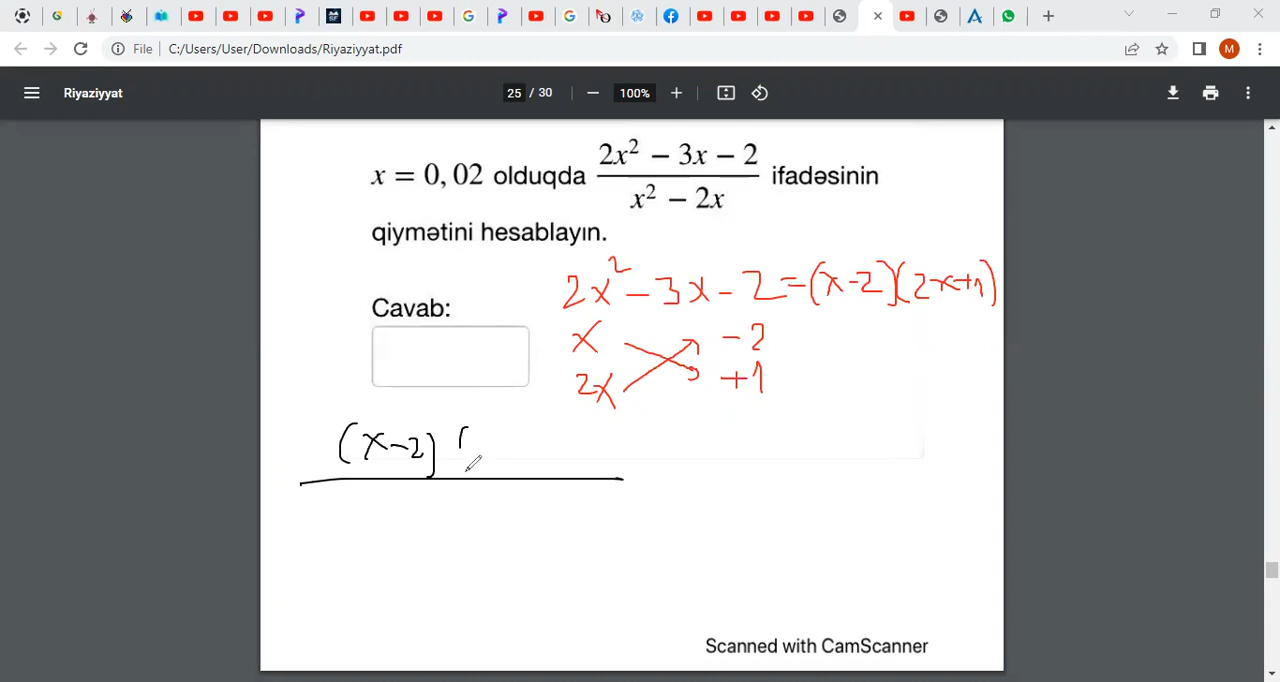 File C:/Users/User/Downloads/Riyaziyyat.pdf
M
Riyaziyyat 25 / 30 100%
x = 0, 02 olduqda (2x² − 3x − 2)/(x² − 2x) ifadəsinin
qiymətini hesablayın.
2x² − 3x − 2 = (x−2)(2x+1)
Cavab:
x −2
2x +1
(x−2) (
Scanned with CamScanner